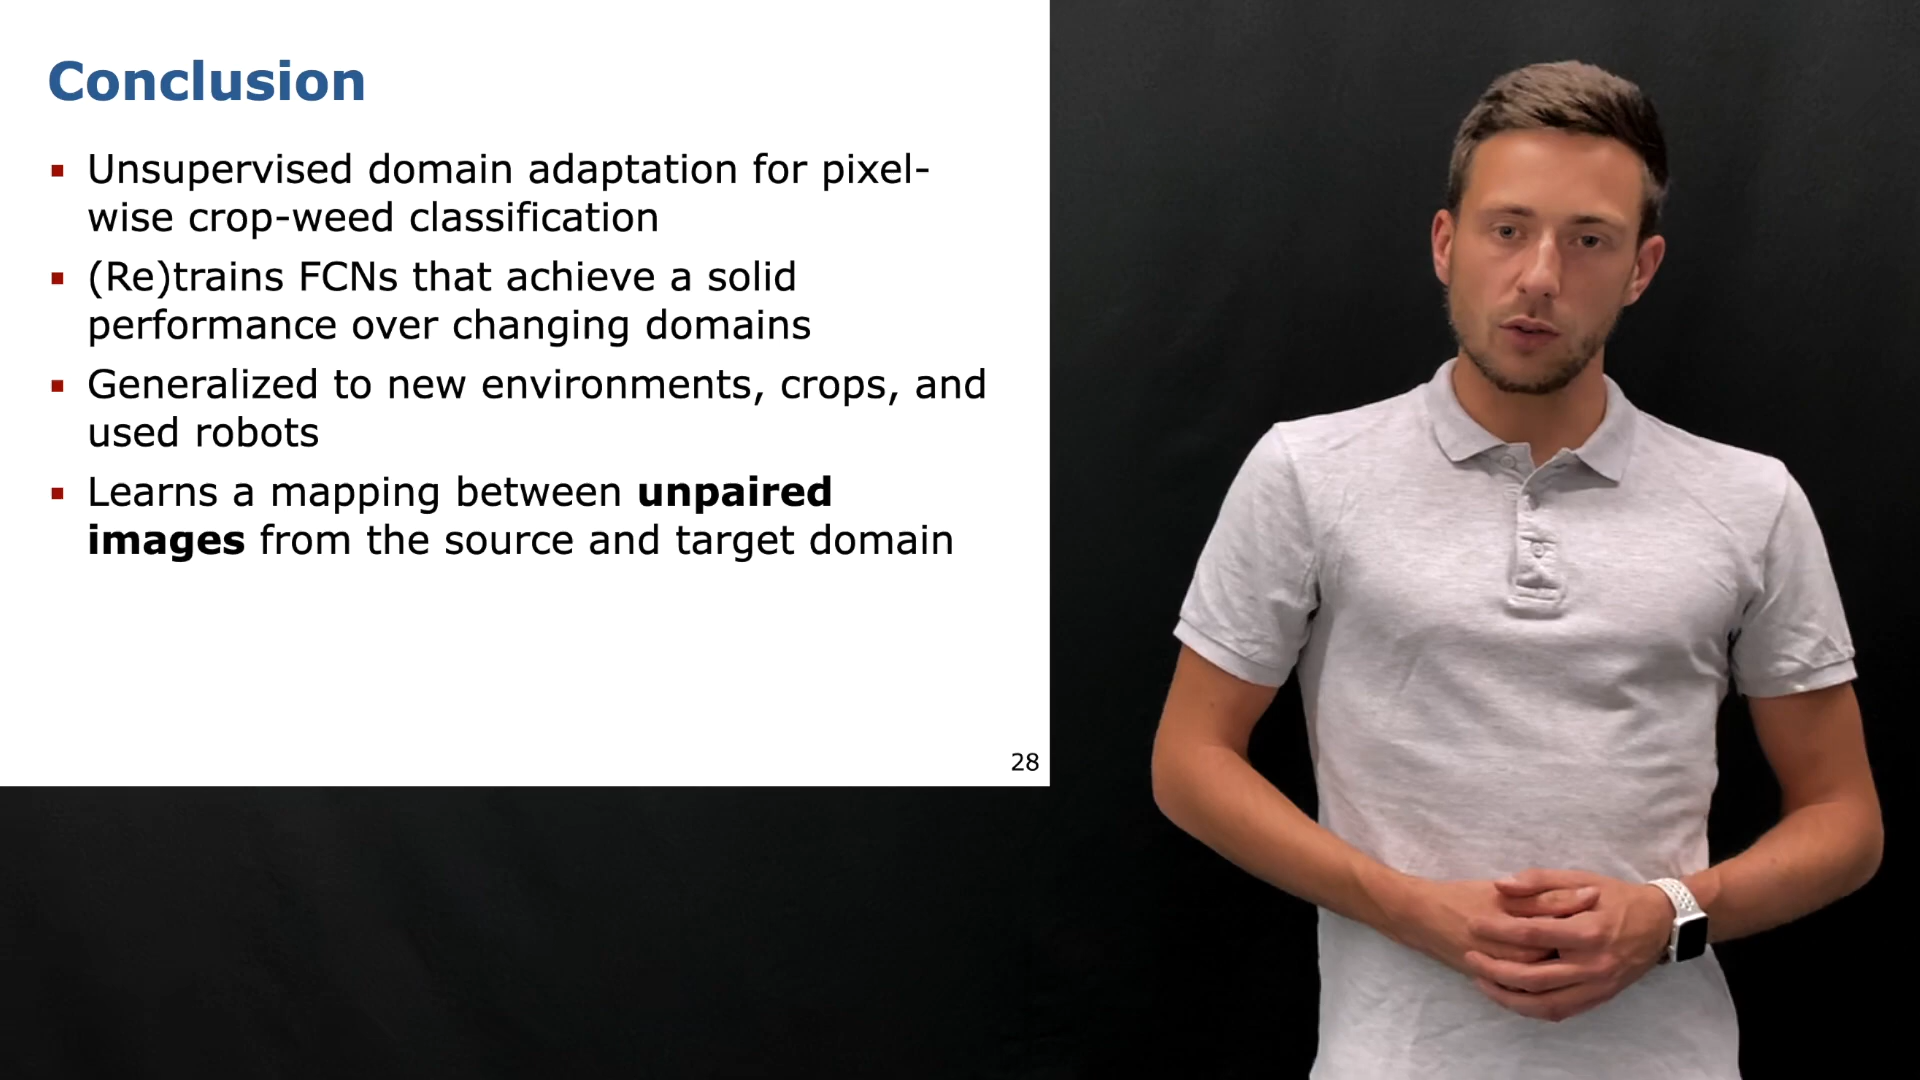 Conclusion
Unsupervised domain adaptation for pixel-
wise crop-weed classification
(Re)trains FCNs that achieve a solid
performance over changing domains
Generalized to new environments, crops, and
used robots
Learns a mapping between unpaired
images from the source and target domain
28